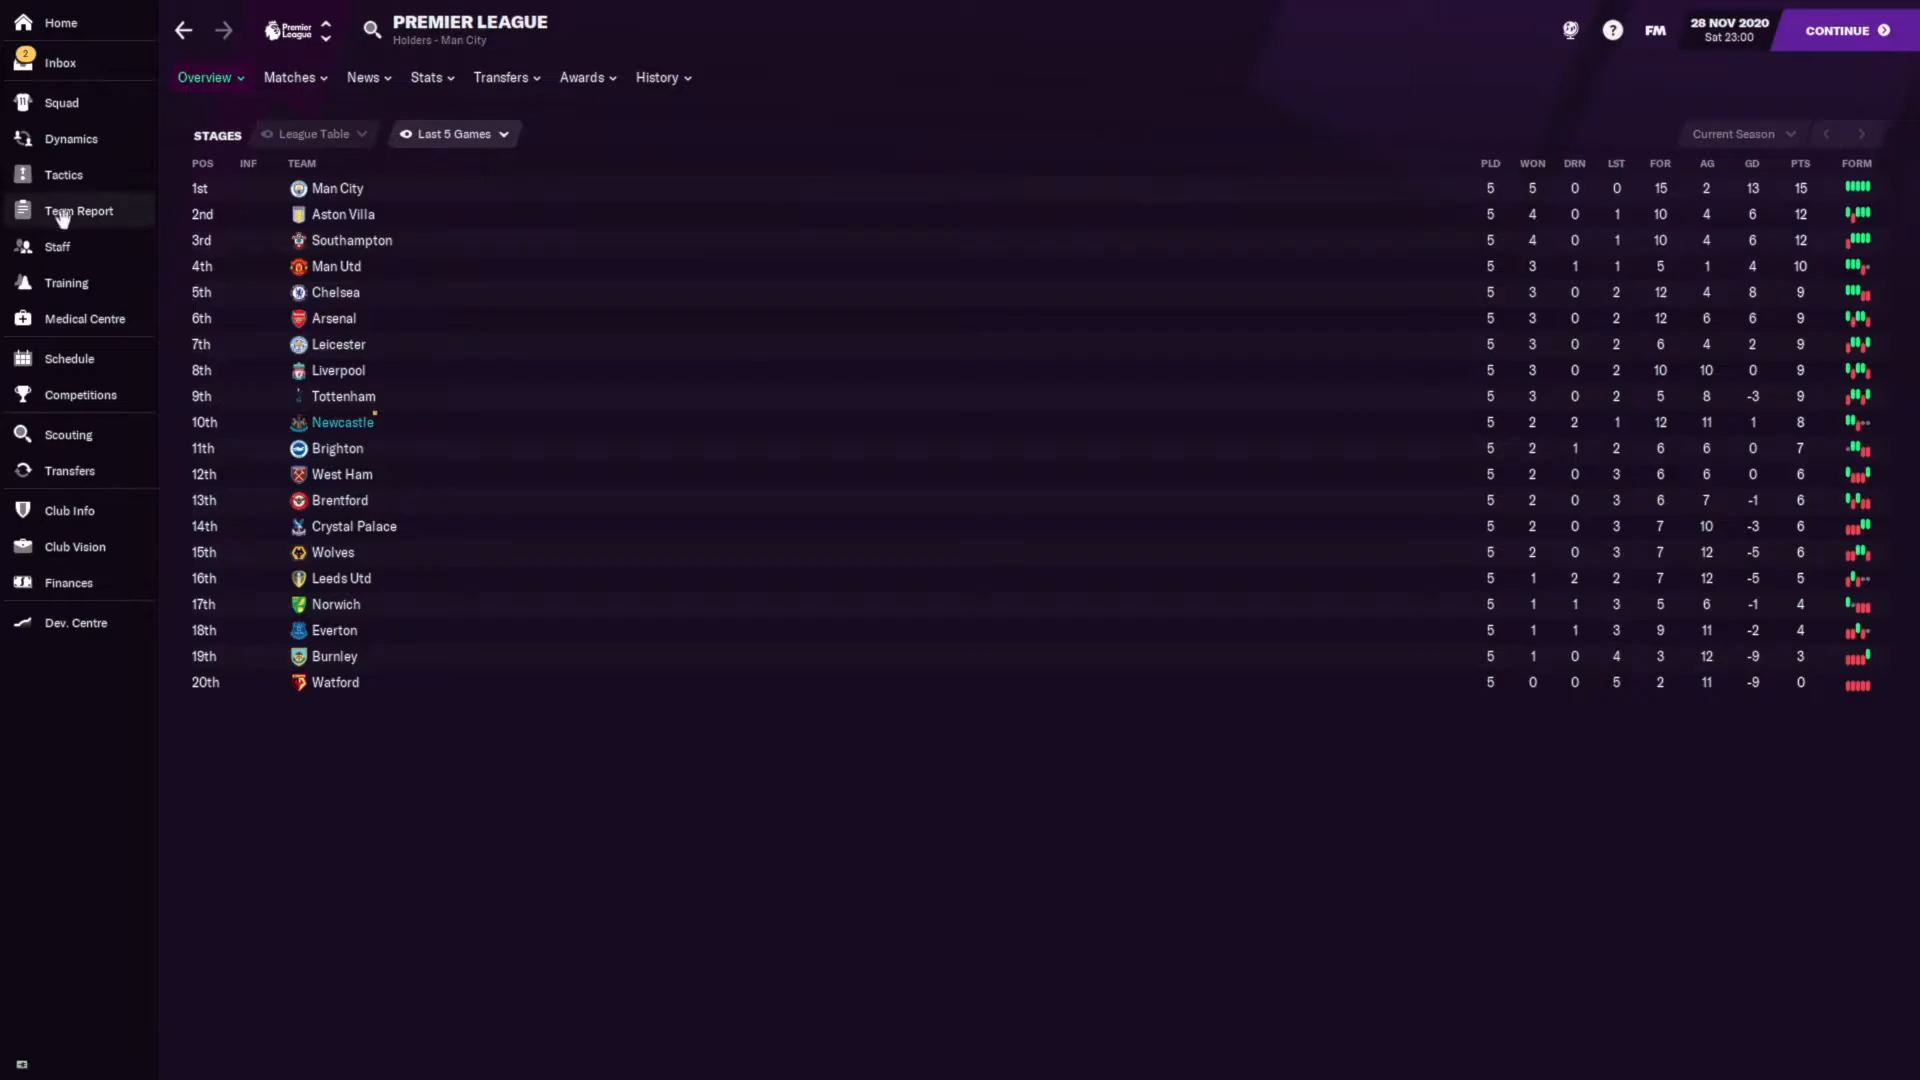 Home
2
Inbox
Squad
Dynamics
Tactics
Team Report
Staff
Training
Medical Centre
Schedule
Competitions
Scouting
Transfers
Club Info
Club Vision
Finances
Dev. Centre
Premier League
PREMIER LEAGUE
Holders - Man City
? FM
28 NOV 2020
Sat 23:00
CONTINUE
Overview Matches News Stats Transfers Awards History
STAGES League Table Last 5 Games Current Season
POS INF TEAM PLD WON DRN LST FOR AG GD PTS FORM
1st Man City 5 5 0 0 15 2 13 15
2nd Aston Villa 5 4 0 1 10 4 6 12
3rd Southampton 5 4 0 1 10 4 6 12
4th Man Utd 5 3 1 1 5 1 4 10
5th Chelsea 5 3 0 2 12 4 8 9
6th Arsenal 5 3 0 2 12 6 6 9
7th Leicester 5 3 0 2 6 4 2 9
8th Liverpool 5 3 0 2 10 10 0 9
9th Tottenham 5 3 0 2 5 8 -3 9
10th Newcastle 5 2 2 1 12 11 1 8
11th Brighton 5 2 1 2 6 6 0 7
12th West Ham 5 2 0 3 6 6 0 6
13th Brentford 5 2 0 3 6 7 -1 6
14th Crystal Palace 5 2 0 3 7 10 -3 6
15th Wolves 5 2 0 3 7 12 -5 6
16th Leeds Utd 5 1 2 2 7 12 -5 5
17th Norwich 5 1 1 3 5 6 -1 4
18th Everton 5 1 1 3 9 11 -2 4
19th Burnley 5 1 0 4 3 12 -9 3
20th Watford 5 0 0 5 2 11 -9 0